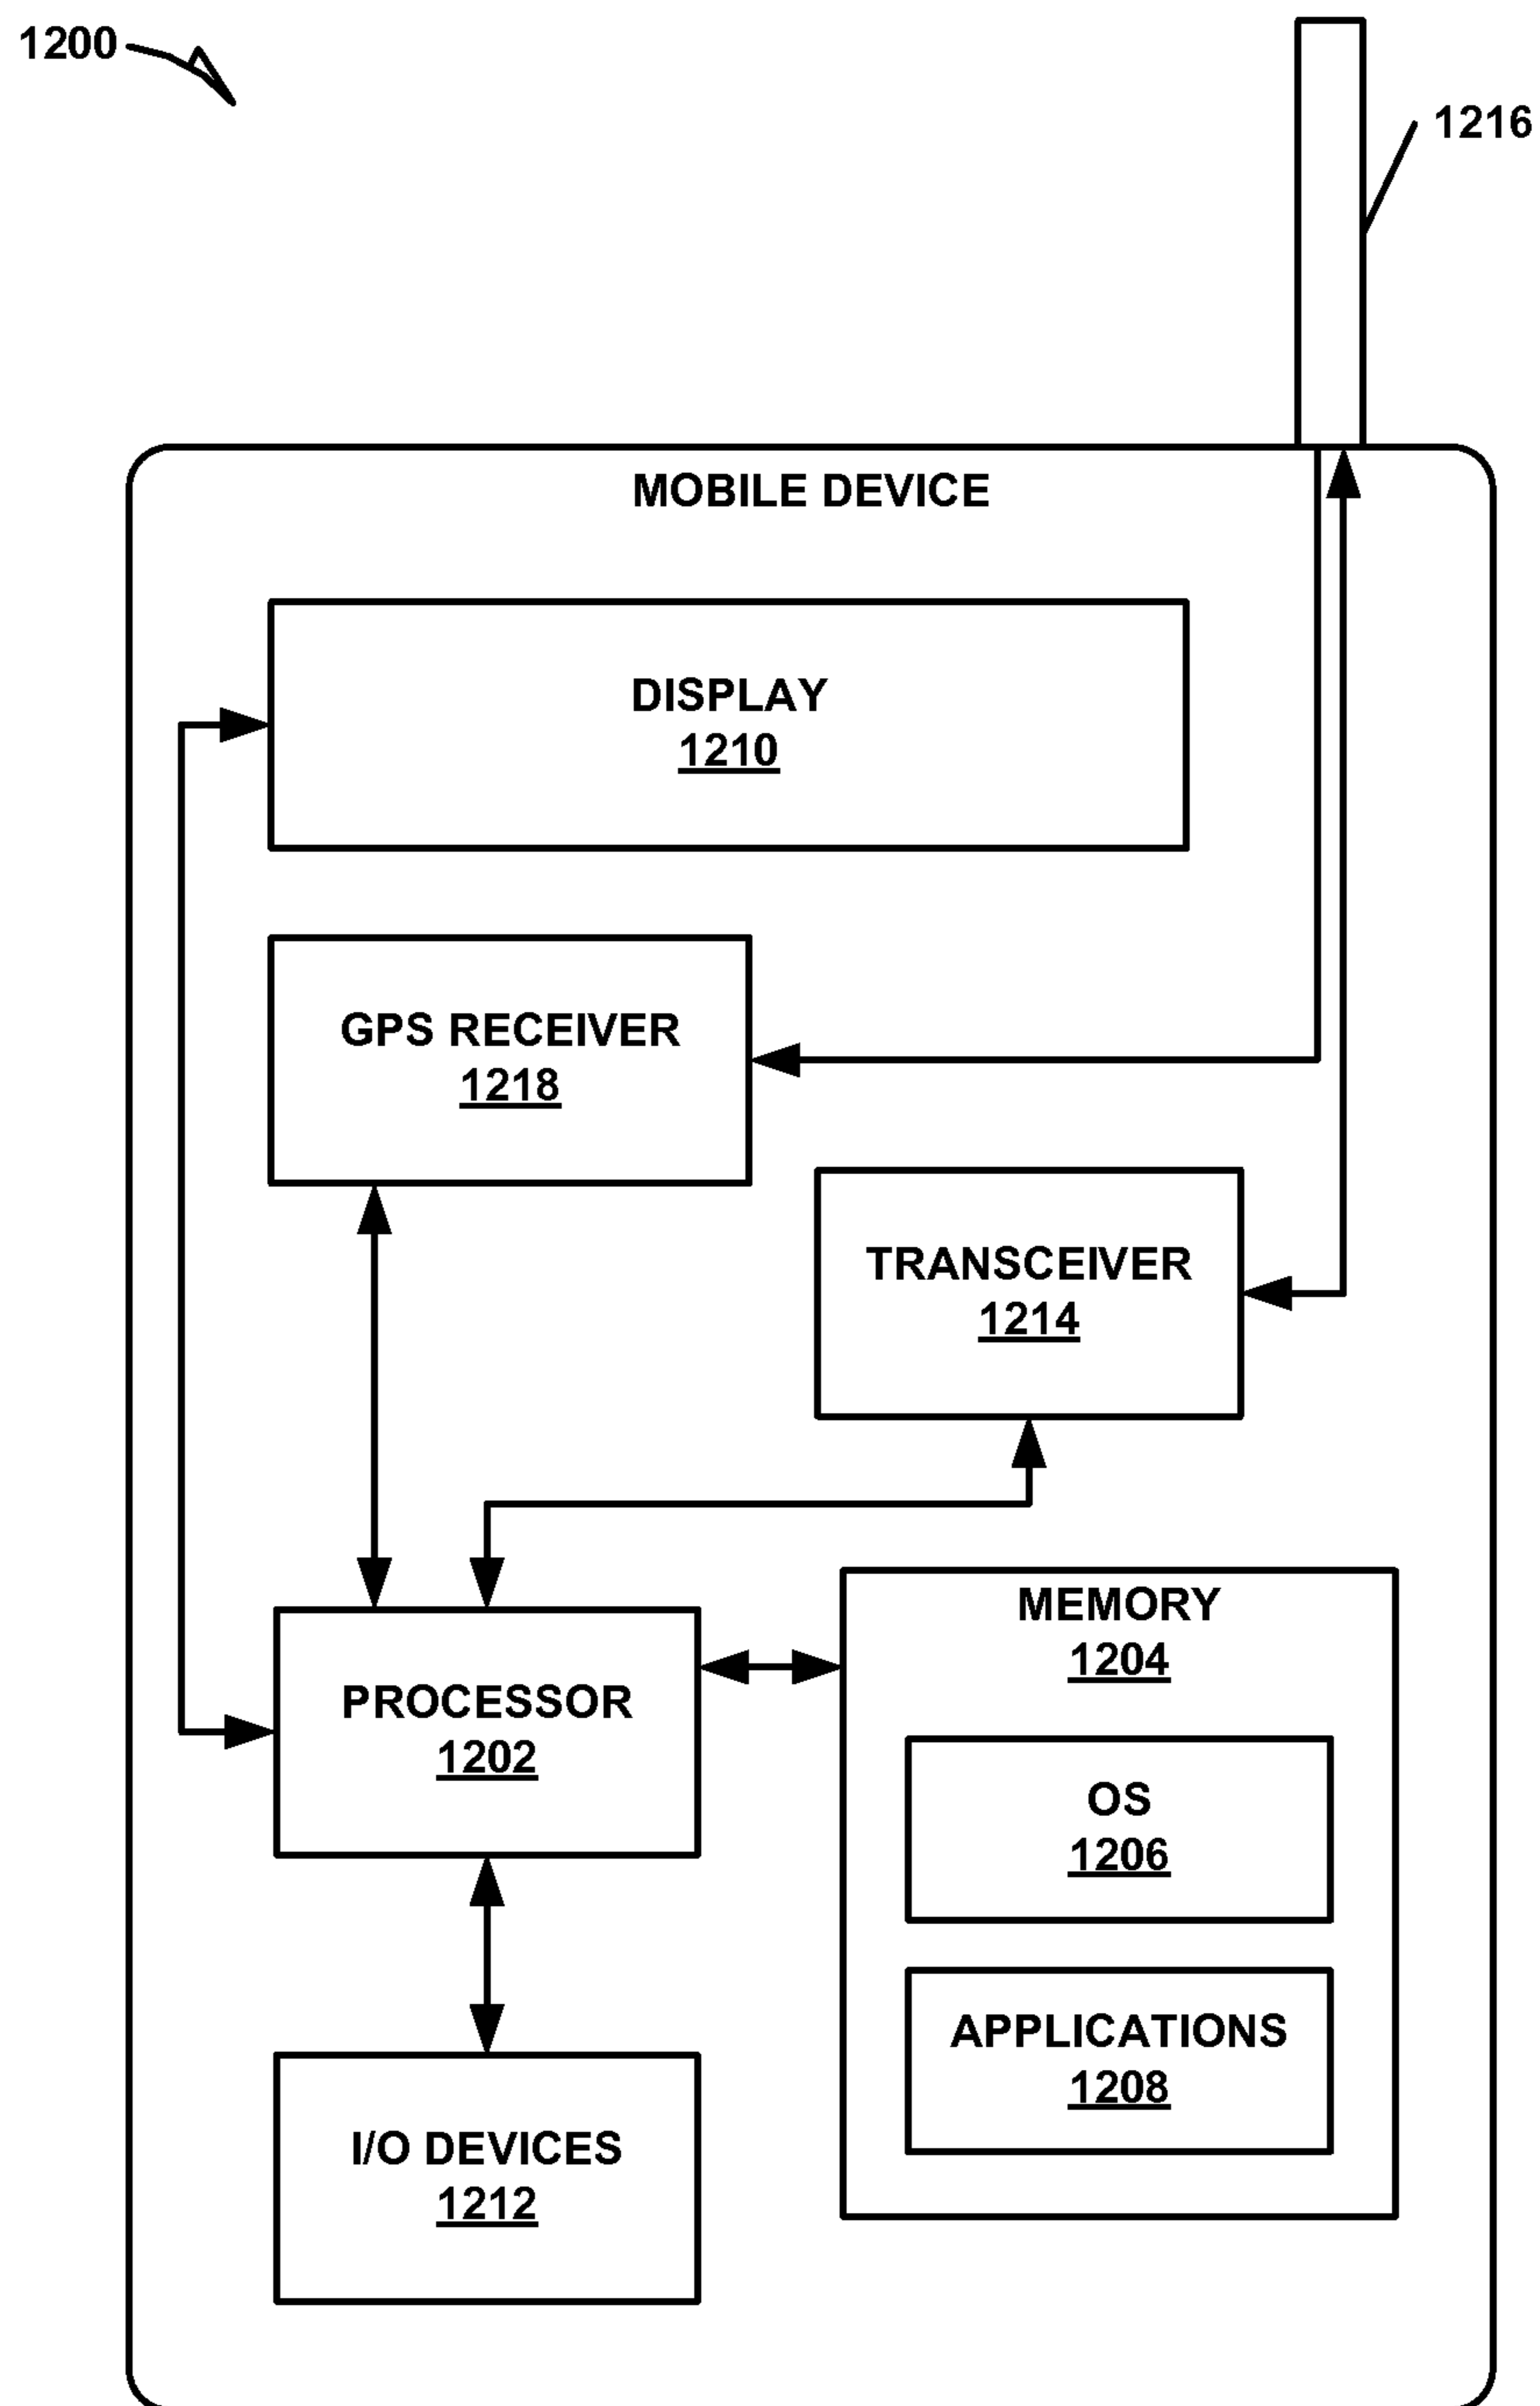 1200
1216
MOBILE DEVICE
DISPLAY
1210
GPS RECEIVER
1218
TRANSCEIVER
1214
MEMORY
1204
PROCESSOR
1202
OS
1206
APPLICATIONS
1208
I/O DEVICES
1212